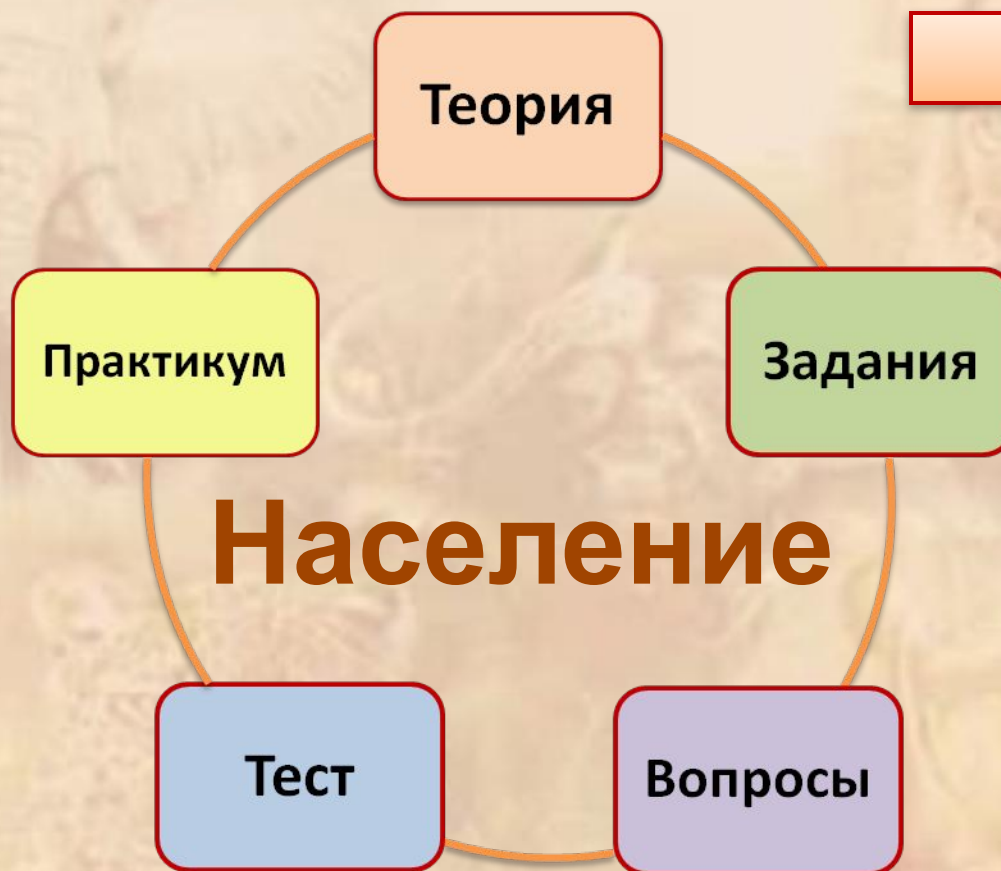 Теория
Практикум
Задания
Население
Тест
Вопросы